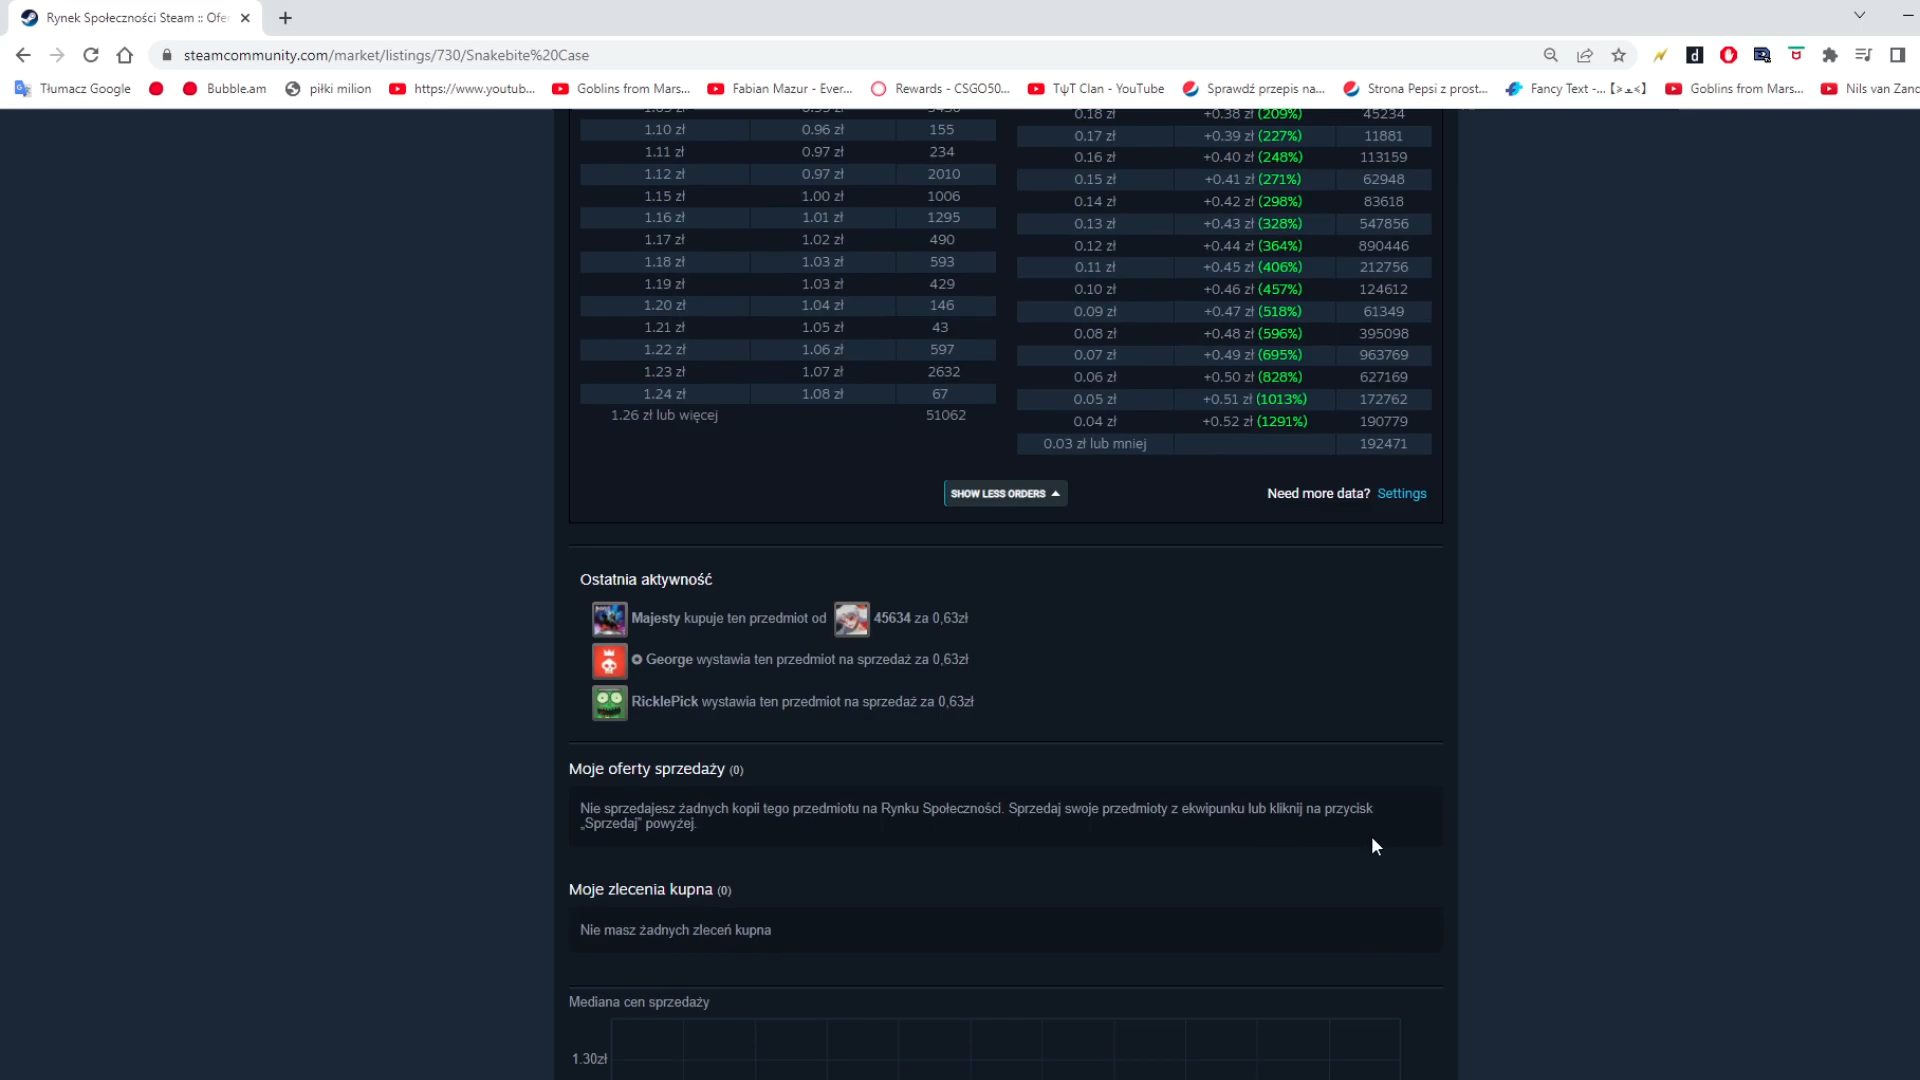 Rynek Społeczności Steam :: Ofe
steamcommunity.com/market/listings/730/Snakebite%20Case
Tłumacz Google
Bubble.am
piłki milion
https://www.youtub...
Goblins from Mars...
Fabian Mazur - Ever...
Rewards - CSGO50...
TψT Clan - YouTube
Sprawdź przepis na...
Strona Pepsi z prost...
Fancy Text -...
Goblins from Mars...
Nils van Zand
1.10 zł 0.96 zł 155
1.11 zł 0.97 zł 234
1.12 zł 0.97 zł 2010
1.15 zł 1.00 zł 1006
1.16 zł 1.01 zł 1295
1.17 zł 1.02 zł 490
1.18 zł 1.03 zł 593
1.19 zł 1.03 zł 429
1.20 zł 1.04 zł 146
1.21 zł 1.05 zł 43
1.22 zł 1.06 zł 597
1.23 zł 1.07 zł 2632
1.24 zł 1.08 zł 67
1.26 zł lub więcej 51062
0.18 zł +0.38 zł (209%) 45234
0.17 zł +0.39 zł (227%) 11881
0.16 zł +0.40 zł (248%) 113159
0.15 zł +0.41 zł (271%) 62948
0.14 zł +0.42 zł (298%) 83618
0.13 zł +0.43 zł (328%) 547856
0.12 zł +0.44 zł (364%) 890446
0.11 zł +0.45 zł (406%) 212756
0.10 zł +0.46 zł (457%) 124612
0.09 zł +0.47 zł (518%) 61349
0.08 zł +0.48 zł (596%) 395098
0.07 zł +0.49 zł (695%) 963769
0.06 zł +0.50 zł (828%) 627169
0.05 zł +0.51 zł (1013%) 172762
0.04 zł +0.52 zł (1291%) 190779
0.03 zł lub mniej 192471
SHOW LESS ORDERS
Need more data? Settings
Ostatnia aktywność
Majesty kupuje ten przedmiot od 45634 za 0,63zł
✪ George wystawia ten przedmiot na sprzedaż za 0,63zł
RicklePick wystawia ten przedmiot na sprzedaż za 0,63zł
Moje oferty sprzedaży (0)
Nie sprzedajesz żadnych kopii tego przedmiotu na Rynku Społeczności. Sprzedaj swoje przedmioty z ekwipunku lub kliknij na przycisk
„Sprzedaj" powyżej.
Moje zlecenia kupna (0)
Nie masz żadnych zleceń kupna
Mediana cen sprzedaży
1.30zł